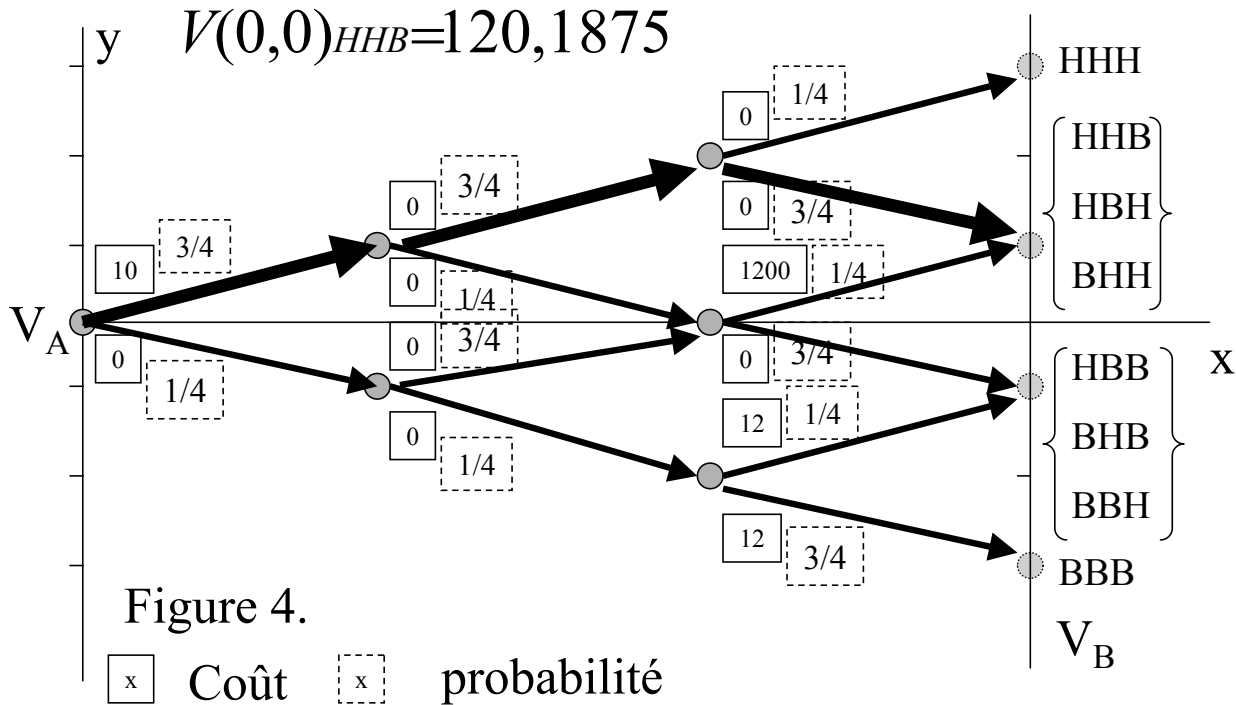 y V(0,0)HHB=120,1875
HHH
1/4
0
HHB
3/4
0
0
3/4
HBH
3/4
10
0
1200
1/4
BHH
1/4
V_A
0
0
3/4
0
3/4
x
1/4
HBB
12
1/4
0
1/4
BHB
BBH
12
3/4
BBB
Figure 4.
V_B
x Coût x probabilité